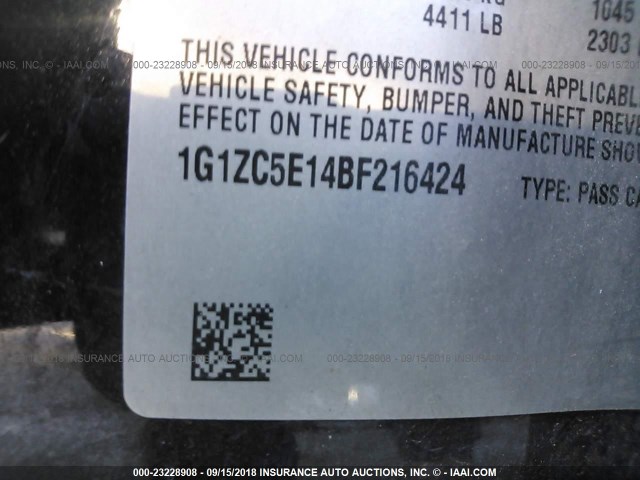 4411 LB
1045
2303
THIS VEHICLE CONFORMS TO ALL APPLICABL
VEHICLE SAFETY, BUMPER, AND THEFT PREVE
EFFECT ON THE DATE OF MANUFACTURE SHO
1G1ZC5E14BF216424
TYPE: PASS CA
000-23228908 - 09/15/2018 INSURANCE AUTO AUCTIONS, INC. - © IAAI.COM